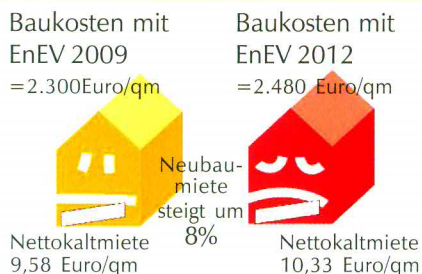 Baukosten mit
EnEV 2009
=2.300Euro/qm
Baukosten mit
EnEV 2012
=2.480 Euro/qm
Neubau-
miete
steigt um
8%
Nettokaltmiete
9,58 Euro/qm
Nettokaltmiete
10,33 Euro/qm